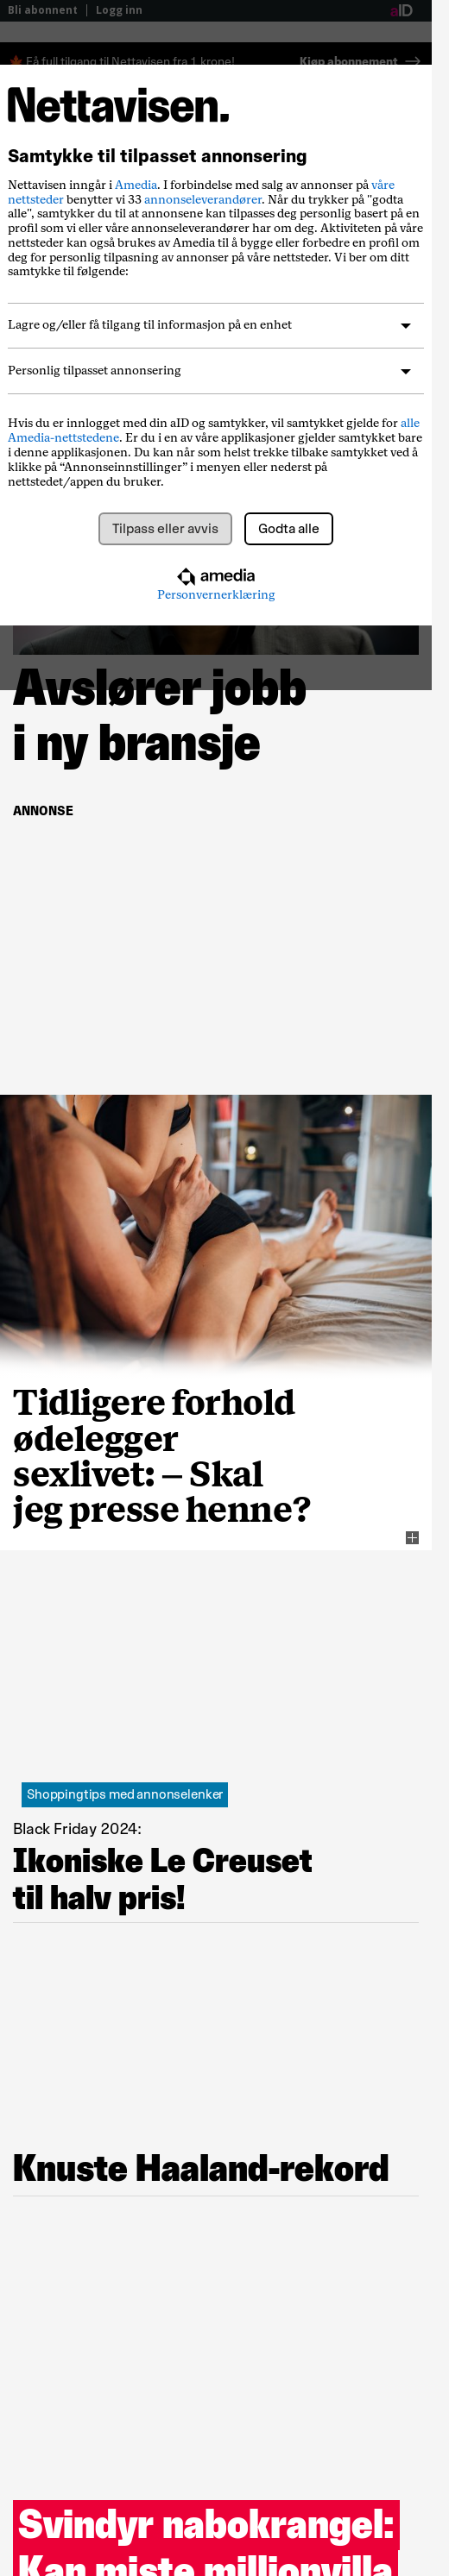 Bli abonnent | Logg inn
aID
Få full tilgang til Nettavisen fra 1 krone!
Kjøp abonnement →
Nettavisen.
Samtykke til tilpasset annonsering
Nettavisen inngår i Amedia. I forbindelse med salg av annonser på våre
nettsteder benytter vi 33 annonseleverandører. Når du trykker på "godta
alle", samtykker du til at annonsene kan tilpasses deg personlig basert på en
profil som vi eller våre annonseleverandører har om deg. Aktiviteten på våre
nettsteder kan også brukes av Amedia til å bygge eller forbedre en profil om
deg for personlig tilpasning av annonser på våre nettsteder. Vi ber om ditt
samtykke til følgende:
Lagre og/eller få tilgang til informasjon på en enhet
Personlig tilpasset annonsering
Hvis du er innlogget med din aID og samtykker, vil samtykket gjelde for alle
Amedia-nettstedene. Er du i en av våre applikasjoner gjelder samtykket bare
i denne applikasjonen. Du kan når som helst trekke tilbake samtykket ved å
klikke på “Annonseinnstillinger” i menyen eller nederst på
nettstedet/appen du bruker.
Tilpass eller avvis
Godta alle
amedia
Personvernerklæring
Avslører jobb
i ny bransje
ANNONSE
Tidligere forhold
ødelegger
sexlivet: – Skal
jeg presse henne?
Shoppingtips med annonselenker
Black Friday 2024:
Ikoniske Le Creuset
til halv pris!
Knuste Haaland-rekord
Svindyr nabokrangel:
Kan miste millionvilla